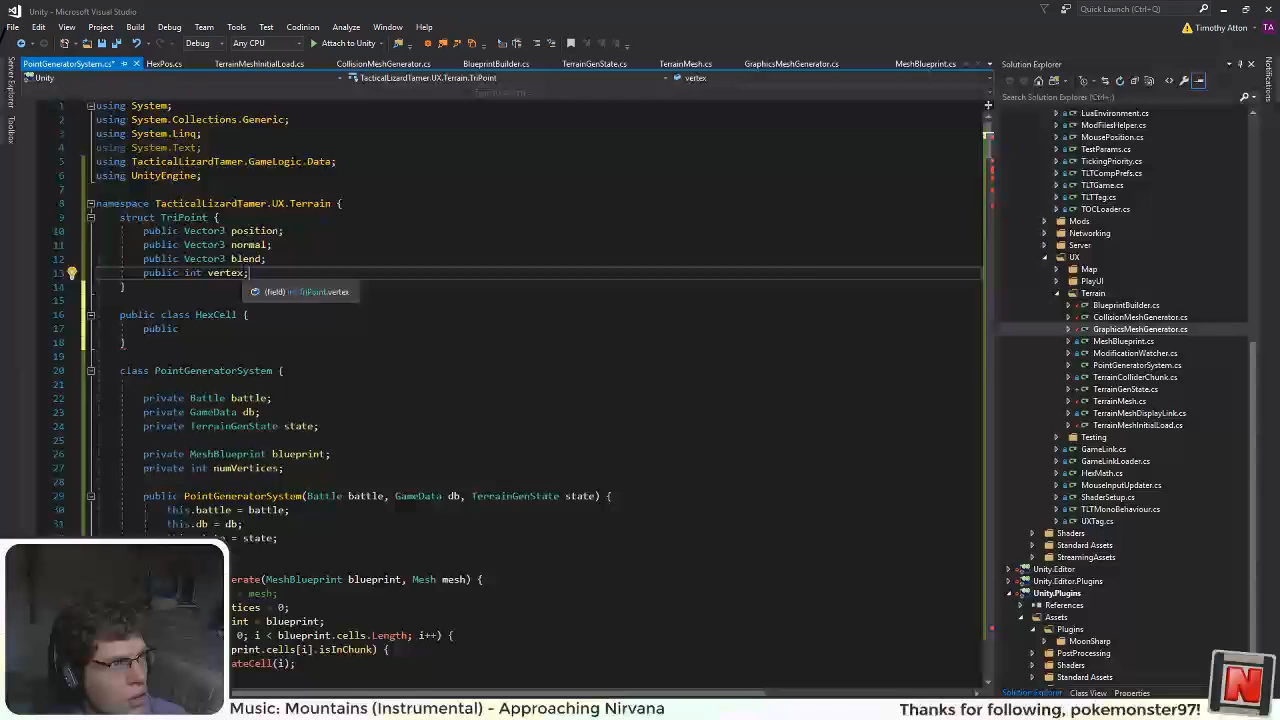 Unity - Microsoft Visual Studio
Quick Launch (Ctrl+Q)
File Edit View Project Build Debug Team Tools Test Analyze Window Help
Timothy Atton TA
Debug Any CPU Attach to Unity
PointGeneratorSystem.cs* HexPos.cs TerrainMeshInitialLoad.cs CollisionMeshGenerator.cs BlueprintBuilder.cs TerrainGenState.cs TerrainMesh.cs GraphicsMeshGenerator.cs MeshBlueprint.cs
Unity TacticalLizardTamer.UX.Terrain.TriPoint vertex
Server Explorer
Toolbox
1 using System;
2 using System.Collections.Generic;
3 using System.Linq;
4 using System.Text;
5 using TacticalLizardTamer.GameLogic.Data;
6 using UnityEngine;
7
8 namespace TacticalLizardTamer.UX.Terrain {
9 struct TriPoint {
10 public Vector3 position;
11 public Vector3 normal;
12 public Vector3 blend;
13 public int vertex;
14 }
(field) int TriPoint.vertex
15
16 public class HexCell {
17 public
18 }
19
20 class PointGeneratorSystem {
21
22 private Battle battle;
23 private GameData db;
24 private TerrainGenState state;
25
26 private MeshBlueprint blueprint;
27 private int numVertices;
28
29 public PointGeneratorSystem(Battle battle, GameData db, TerrainGenState state) {
30 this.battle = battle;
31 this.db = db;
= state;
erate(MeshBlueprint blueprint, Mesh mesh) {
= mesh;
rtices = 0;
int = blueprint;
0; i < blueprint.cells.Length; i++) {
print.cells[i].isInChunk) {
ateCell(i);
Solution Explorer
Search Solution Explorer (Ctrl+;)
LuaEnvironment.cs
ModFilesHelper.cs
MousePosition.cs
TestParams.cs
TickingPriority.cs
TLTCompPrefs.cs
TLTGame.cs
TLTTag.cs
TOCLoader.cs
Mods
Networking
Server
UX
Map
PlayUI
Terrain
BlueprintBuilder.cs
CollisionMeshGenerator.cs
GraphicsMeshGenerator.cs
MeshBlueprint.cs
ModificationWatcher.cs
PointGeneratorSystem.cs
TerrainColliderChunk.cs
TerrainGenState.cs
TerrainMesh.cs
TerrainMeshDisplayLink.cs
TerrainMeshInitialLoad.cs
Testing
GameLink.cs
GameLinkLoader.cs
HexMath.cs
MouseInputUpdater.cs
ShaderSetup.cs
TLTMonoBehaviour.cs
UXTag.cs
Shaders
Standard Assets
StreamingAssets
Unity.Editor
Unity.Editor.Plugins
Unity.Plugins
References
Assets
Plugins
MoonSharp
PostProcessing
Shaders
Standard Assets
Solution Explorer Class View Properties
Notifications
Music: Mountains (Instrumental) - Approaching Nirvana
Thanks for following, pokemonster97!
N